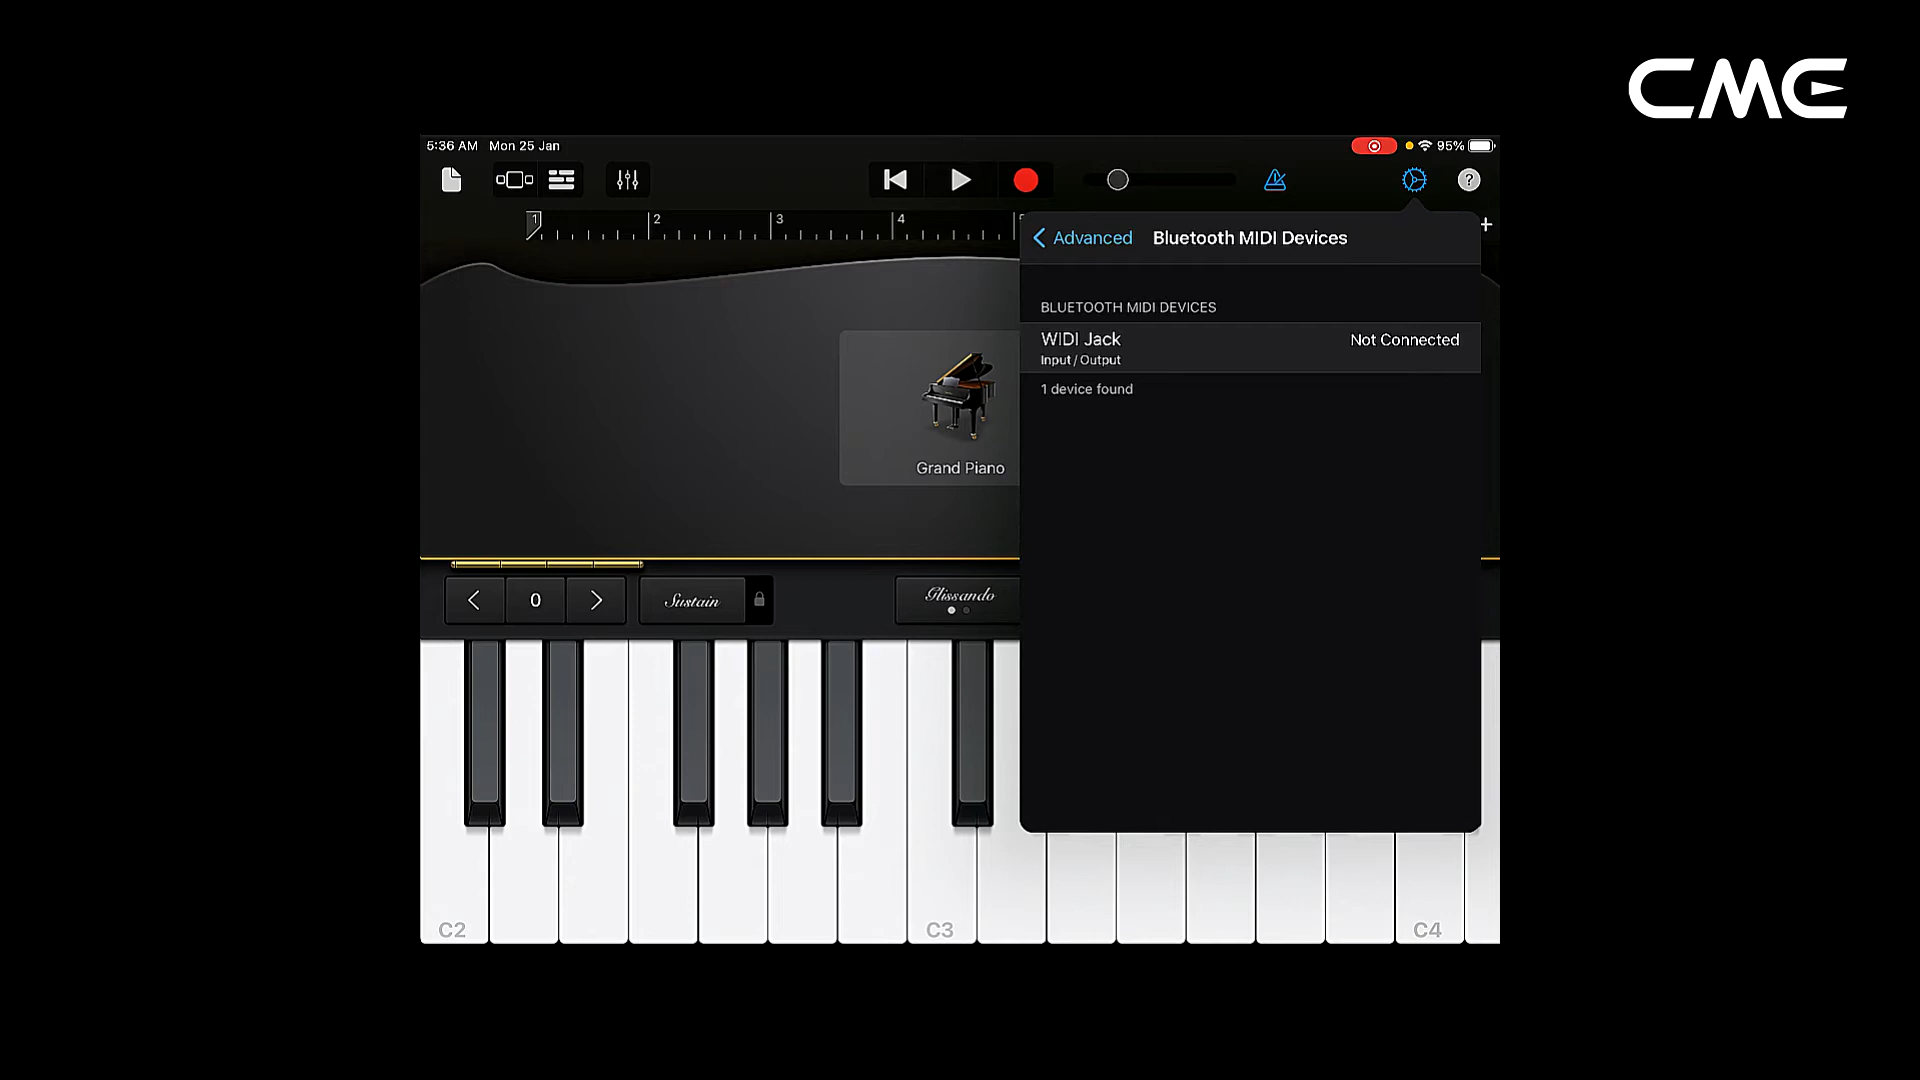 CME
5:36 AM Mon 25 Jan
95%
?
1 2 3 4
Advanced Bluetooth MIDI Devices
BLUETOOTH MIDI DEVICES
WIDI Jack Not Connected
Input / Output
1 device found
Grand Piano
0 Sustain Glissando
C2 C3 C4